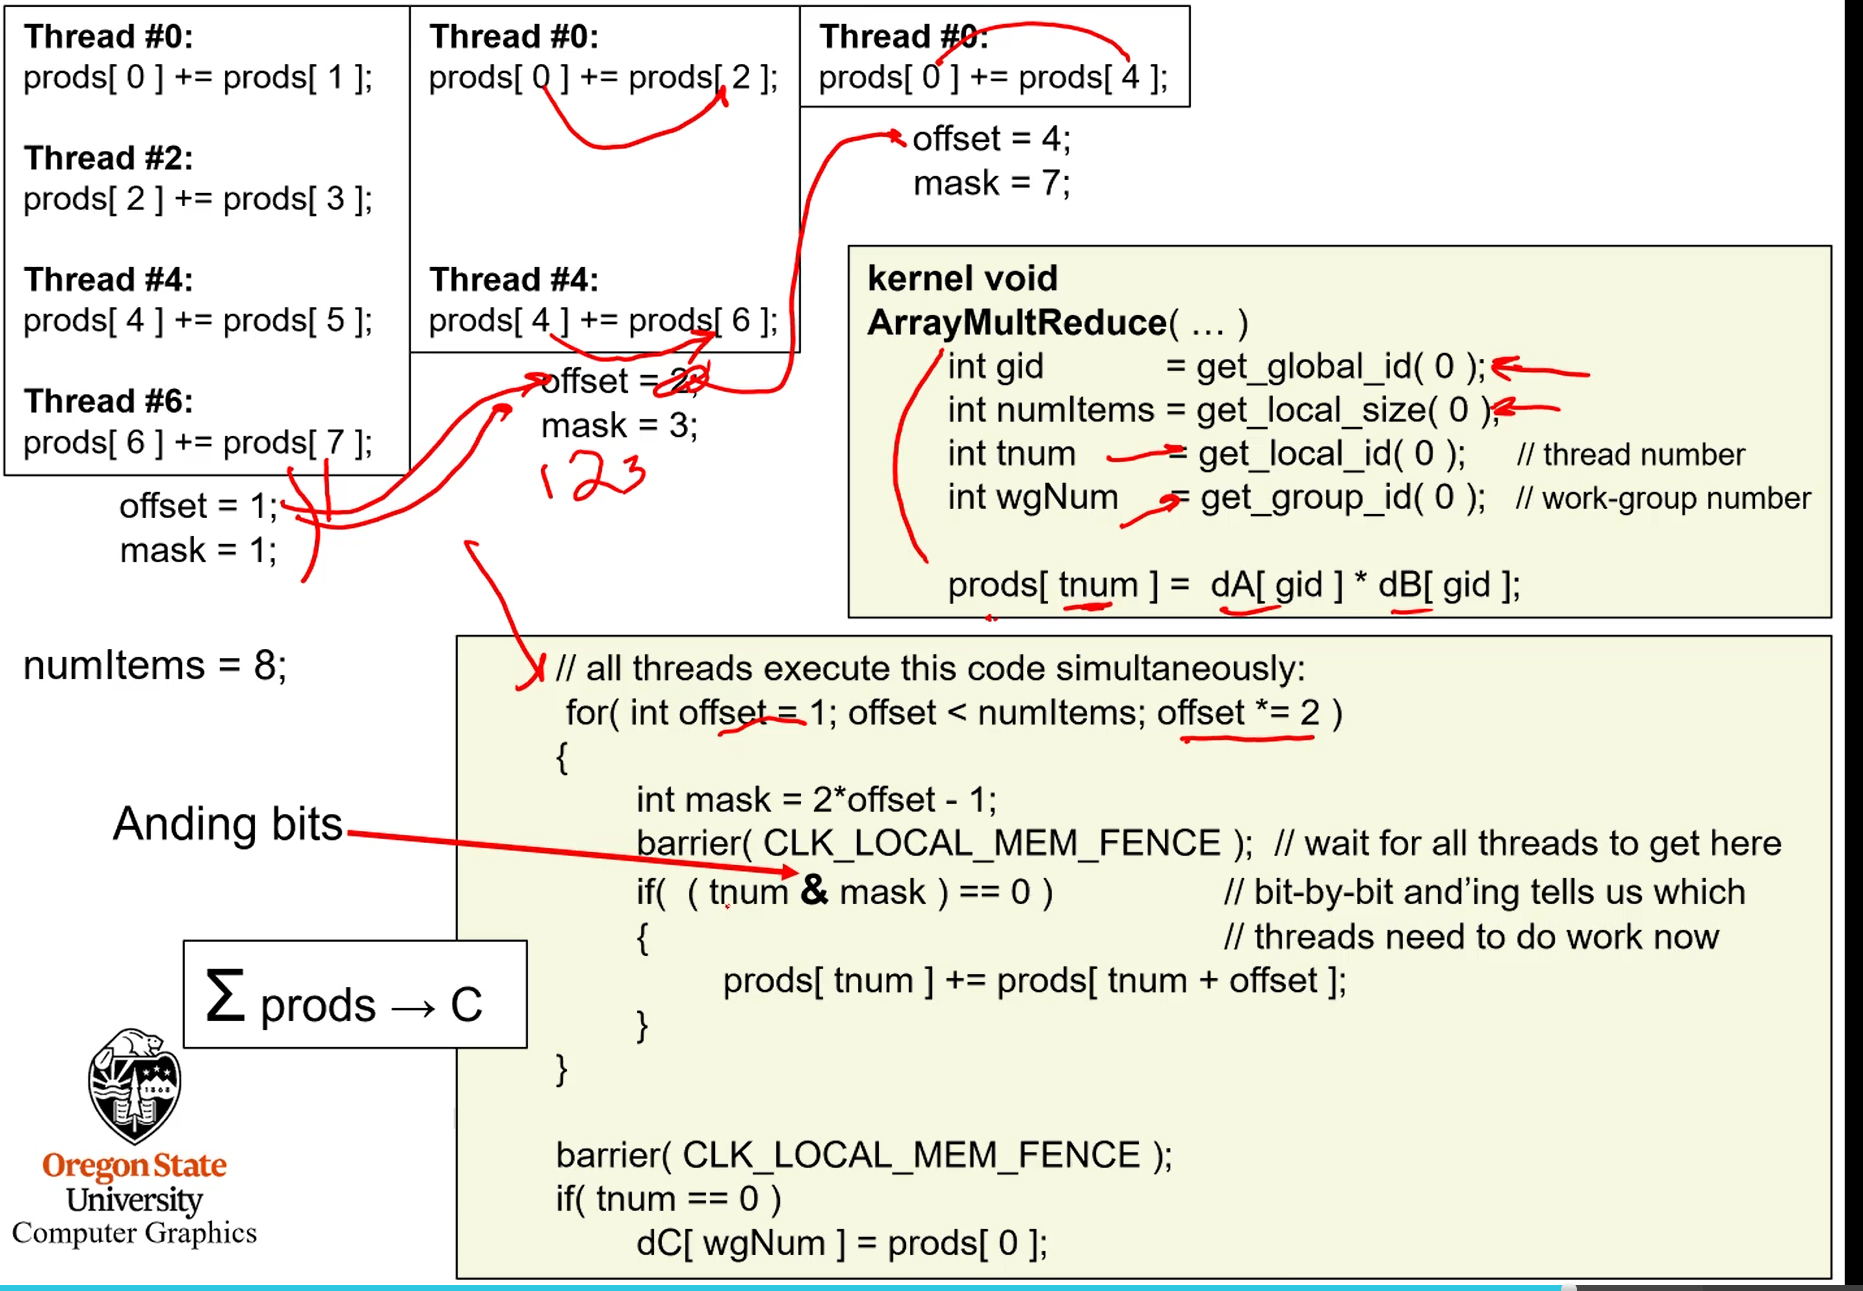 Thread #0:
prods[ 0 ] += prods[ 1 ];
Thread #2:
prods[ 2 ] += prods[ 3 ];
Thread #4:
prods[ 4 ] += prods[ 5 ];
Thread #6:
prods[ 6 ] += prods[ 7 ];
offset = 1;
mask = 1;
Thread #0:
prods[ 0 ] += prods[ 2 ];
Thread #4:
prods[ 4 ] += prods[ 6 ];
offset = 2;
mask = 3;
123
Thread #0:
prods[ 0 ] += prods[ 4 ];
offset = 4;
mask = 7;
kernel void
ArrayMultReduce( … )
int gid = get_global_id( 0 );
int numItems = get_local_size( 0 );
int tnum = get_local_id( 0 ); // thread number
int wgNum = get_group_id( 0 ); // work-group number
prods[ tnum ] = dA[ gid ] * dB[ gid ];
numItems = 8;
// all threads execute this code simultaneously:
for( int offset = 1; offset < numItems; offset *= 2 )
{
int mask = 2*offset - 1;
barrier( CLK_LOCAL_MEM_FENCE ); // wait for all threads to get here
if( ( tnum & mask ) == 0 ) // bit-by-bit and’ing tells us which
{ // threads need to do work now
prods[ tnum ] += prods[ tnum + offset ];
}
}
barrier( CLK_LOCAL_MEM_FENCE );
if( tnum == 0 )
dC[ wgNum ] = prods[ 0 ];
Anding bits
Σ prods → C
1868
Oregon State
University
Computer Graphics